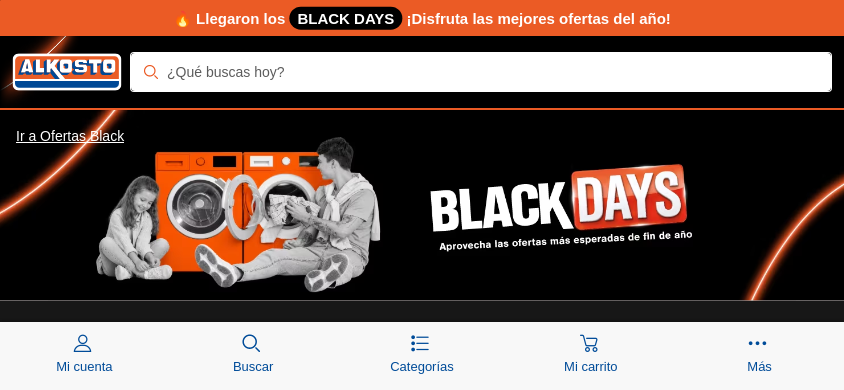 🔥 Llegaron los BLACK DAYS ¡Disfruta las mejores ofertas del año!
ALKOSTO
¿Qué buscas hoy?
Ir a Ofertas Black
BLACK DAYS
Aprovecha las ofertas más esperadas de fin de año
Mi cuenta
Buscar
Categorías
Mi carrito
Más